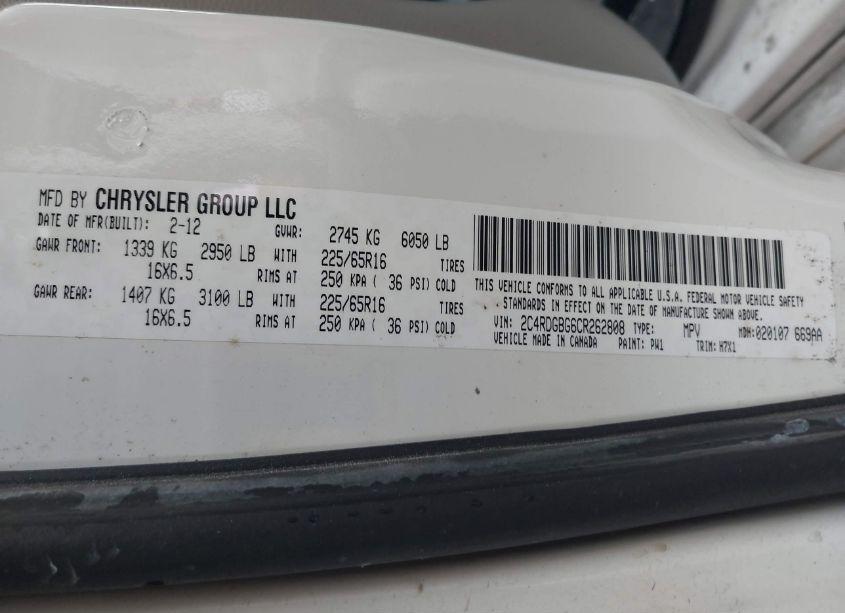 MFD BY CHRYSLER GROUP LLC
DATE OF MFR(BUILT): 2-12 GVWR: 2745 KG 6050 LB
GAWR FRONT: 1339 KG 2950 LB WITH 225/65R16 TIRES
16X6.5 RIMS AT 250 KPA ( 36 PSI) COLD
GAWR REAR: 1407 KG 3100 LB WITH 225/65R16 TIRES
16X6.5 RIMS AT 250 KPA ( 36 PSI) COLD
THIS VEHICLE CONFORMS TO ALL APPLICABLE U.S.A. FEDERAL MOTOR VEHICLE SAFETY
STANDARDS IN EFFECT ON THE DATE OF MANUFACTURE SHOWN ABOVE.
VIN: 2C4RDGBG6CR262808 TYPE: MPV MDH:020107 669AA
VEHICLE MADE IN CANADA PAINT: PW1 TRIM: H7X1